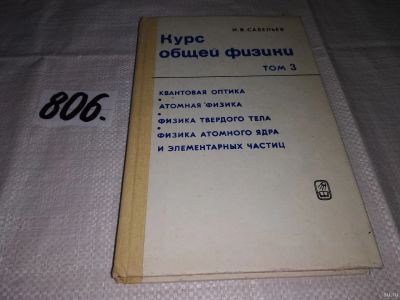 806.
И. В. САВЕЛЬЕВ
Курс
общей физики
ТОМ 3
КВАНТОВАЯ ОПТИКА
АТОМНАЯ ФИЗИКА
ФИЗИКА ТВЕРДОГО ТЕЛА
ФИЗИКА АТОМНОГО ЯДРА
И ЭЛЕМЕНТАРНЫХ ЧАСТИЦ